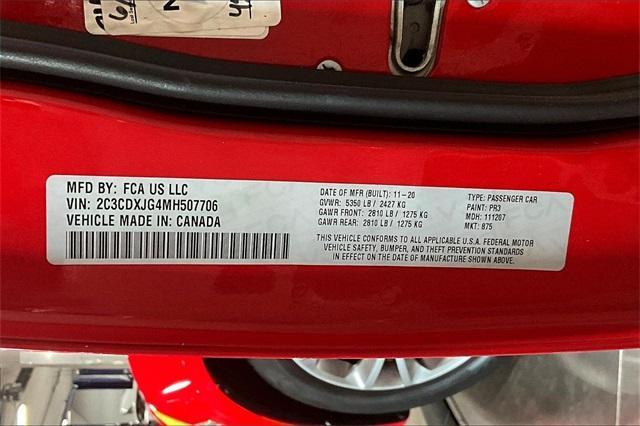 MFD BY: FCA US LLC
VIN: 2C3CDXJG4MH507706
VEHICLE MADE IN: CANADA
DATE OF MFR (BUILT): 11-20
GVWR: 5350 LB / 2427 KG
GAWR FRONT: 2810 LB / 1275 KG
GAWR REAR: 2810 LB / 1275 KG
TYPE: PASSENGER CAR
PAINT: PR3
MDH: 111207
MKT: 875
THIS VEHICLE CONFORMS TO ALL APPLICABLE U.S.A. FEDERAL MOTOR
VEHICLE SAFETY, BUMPER, AND THEFT PREVENTION STANDARDS
IN EFFECT ON THE DATE OF MANUFACTURE SHOWN ABOVE.